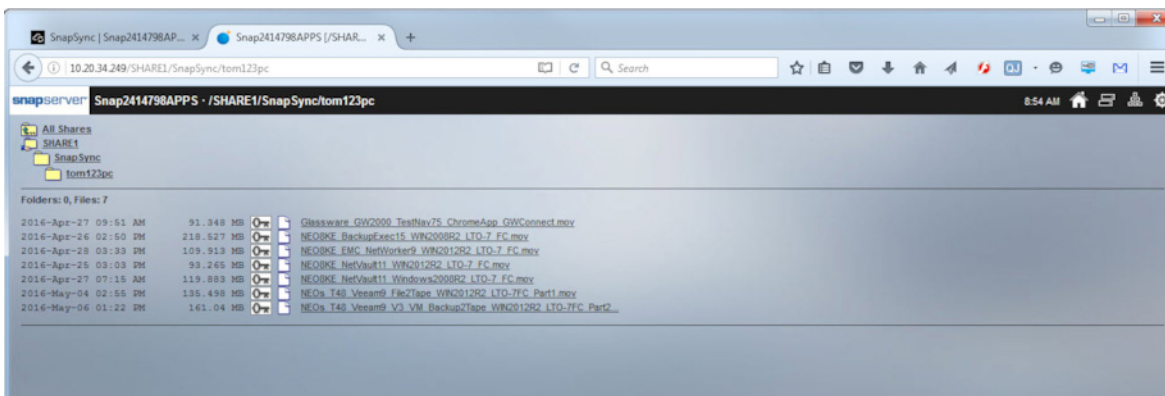 SnapSync | Snap2414798AP... × Snap2414798APPS [/SHAR... × +
10.20.34.249/SHARE1/SnapSync/tom123pc Search
snapserver Snap2414798APPS · /SHARE1/SnapSync/tom123pc 8:54 AM
All Shares
SHARE1
SnapSync
tom123pc
Folders: 0, Files: 7
2016-Apr-27 09:51 AM 91.348 MB Glassware_GW2000_TestNav75_ChromeApp_GWConnect.mov
2016-Apr-26 02:50 PM 218.527 MB NEO8KE_BackupExec15_WIN2008R2_LTO-7_FC.mov
2016-Apr-28 03:33 PM 109.913 MB NEO8KE_EMC_NetWorker9_WIN2012R2_LTO-7_FC.mov
2016-Apr-25 03:03 PM 93.265 MB NEO8KE_NetVault11_WIN2012R2_LTO-7_FC.mov
2016-Apr-27 07:15 AM 119.883 MB NEO8KE_NetVault11_Windows2008R2_LTO-7_FC.mov
2016-May-04 02:55 PM 135.498 MB NEOs_T48_Veeam9_File2Tape_WIN2012R2_LTO-7FC_Part1.mov
2016-May-06 01:22 PM 161.04 MB NEOs_T48_Veeam9_V3_VM_Backup2Tape_WIN2012R2_LTO-7FC_Part2...